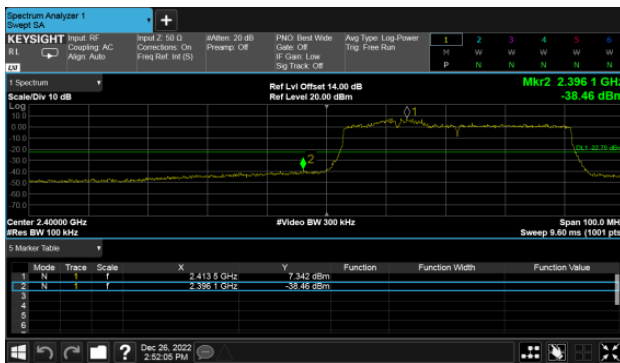 Spectrum Analyzer 1
Swept SA
+
KEYSIGHT Input: RF Input Z: 50 Ω #Atten: 20 dB PNO: Best Wide Avg Type: Log-Power 1 2 3 4 5 6
RL Coupling: AC Corrections: On Preamp: Off Gate: Off Trig: Free Run M W W W W W
Align: Auto Freq Ref: Int (S) IF Gain: Low P N N N N N
LXI Sig Track: Off
1 Spectrum Ref Lvl Offset 14.00 dB Mkr2 2.396 1 GHz
Scale/Div 10 dB Ref Level 20.00 dBm -38.46 dBm
Log
10.0
0.00
-10.0
-20.0
-30.0
-40.0
-50.0
-60.0
-70.0
1
2
DL1 -22.75 dBm
Center 2.40000 GHz #Video BW 300 kHz Span 100.0 MHz
#Res BW 100 kHz Sweep 9.60 ms (1001 pts)
5 Marker Table
Mode Trace Scale X Y Function Function Width Function Value
1 N 1 f 2.413 5 GHz 7.342 dBm
2 N 1 f 2.396 1 GHz -38.46 dBm
3
4
5
6
? Dec 26, 2022
2:52:05 PM